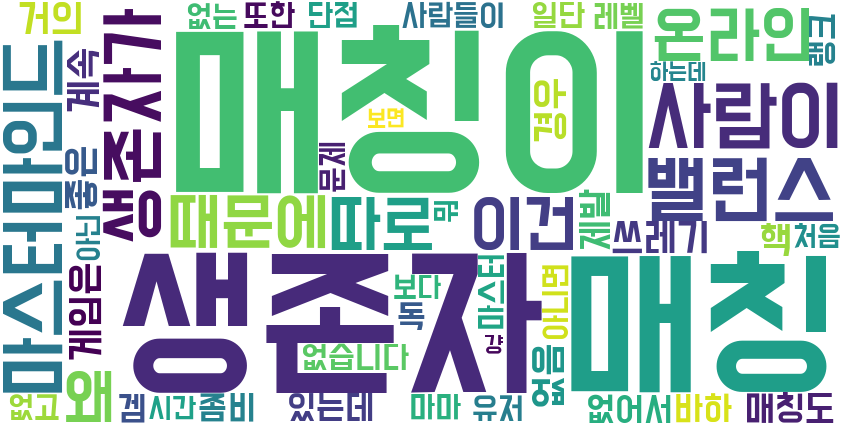 거의
없는
또한
단점
사람들이
일단
레벨
온라인
랭크
마스터마인드
계속
생존자가
매칭이
보면
경우
하는데
사람이
좋은
문제
밸런스
아닌
때문에
따로
막
이건
제발
쓰레기
핵
처음
게임은
생존자
보다
독
마스터
아니면
매칭
걍
없습니다
없음
왜
없고
겜
시간
좀비
있는데
마마
유저
없어서
바하
매칭도